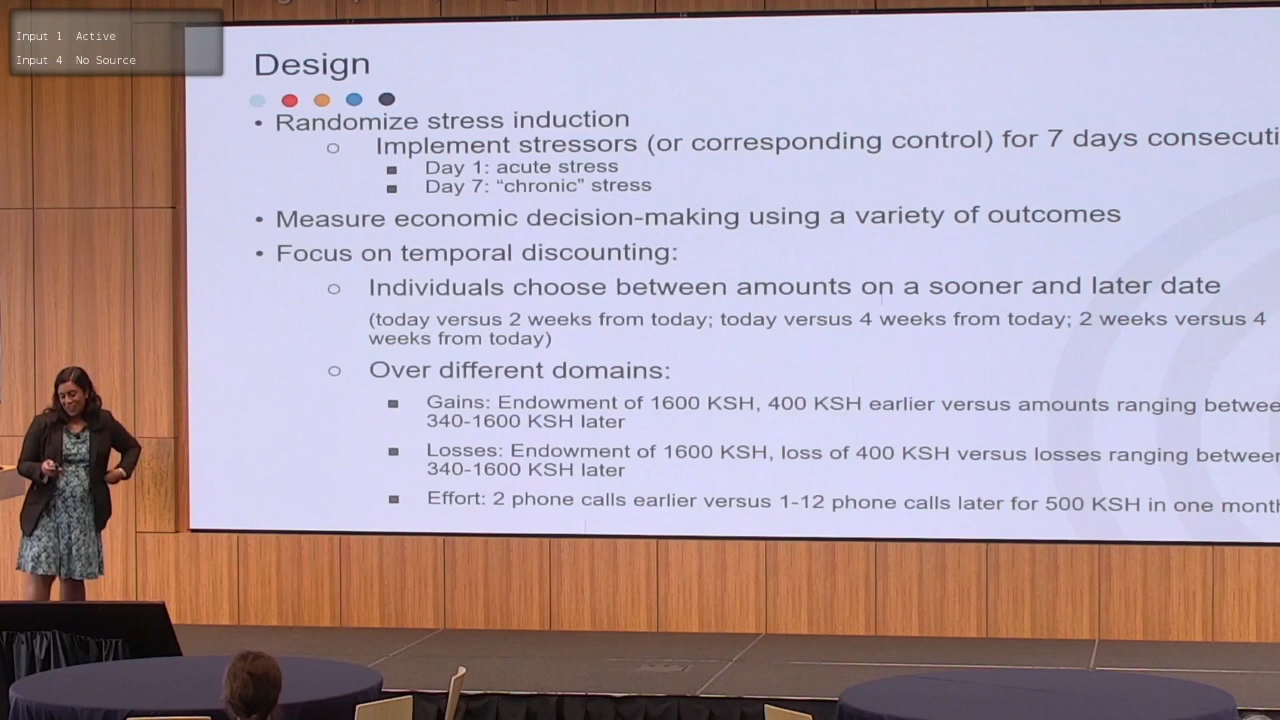 Input 1 Active
Input 4 No Source
Design
• Randomize stress induction
○ Implement stressors (or corresponding control) for 7 days consecuti
■ Day 1: acute stress
■ Day 7: “chronic” stress
• Measure economic decision-making using a variety of outcomes
• Focus on temporal discounting:
○ Individuals choose between amounts on a sooner and later date
(today versus 2 weeks from today; today versus 4 weeks from today; 2 weeks versus 4
weeks from today)
○ Over different domains:
■ Gains: Endowment of 1600 KSH, 400 KSH earlier versus amounts ranging betwee
340-1600 KSH later
■ Losses: Endowment of 1600 KSH, loss of 400 KSH versus losses ranging between
340-1600 KSH later
■ Effort: 2 phone calls earlier versus 1-12 phone calls later for 500 KSH in one month